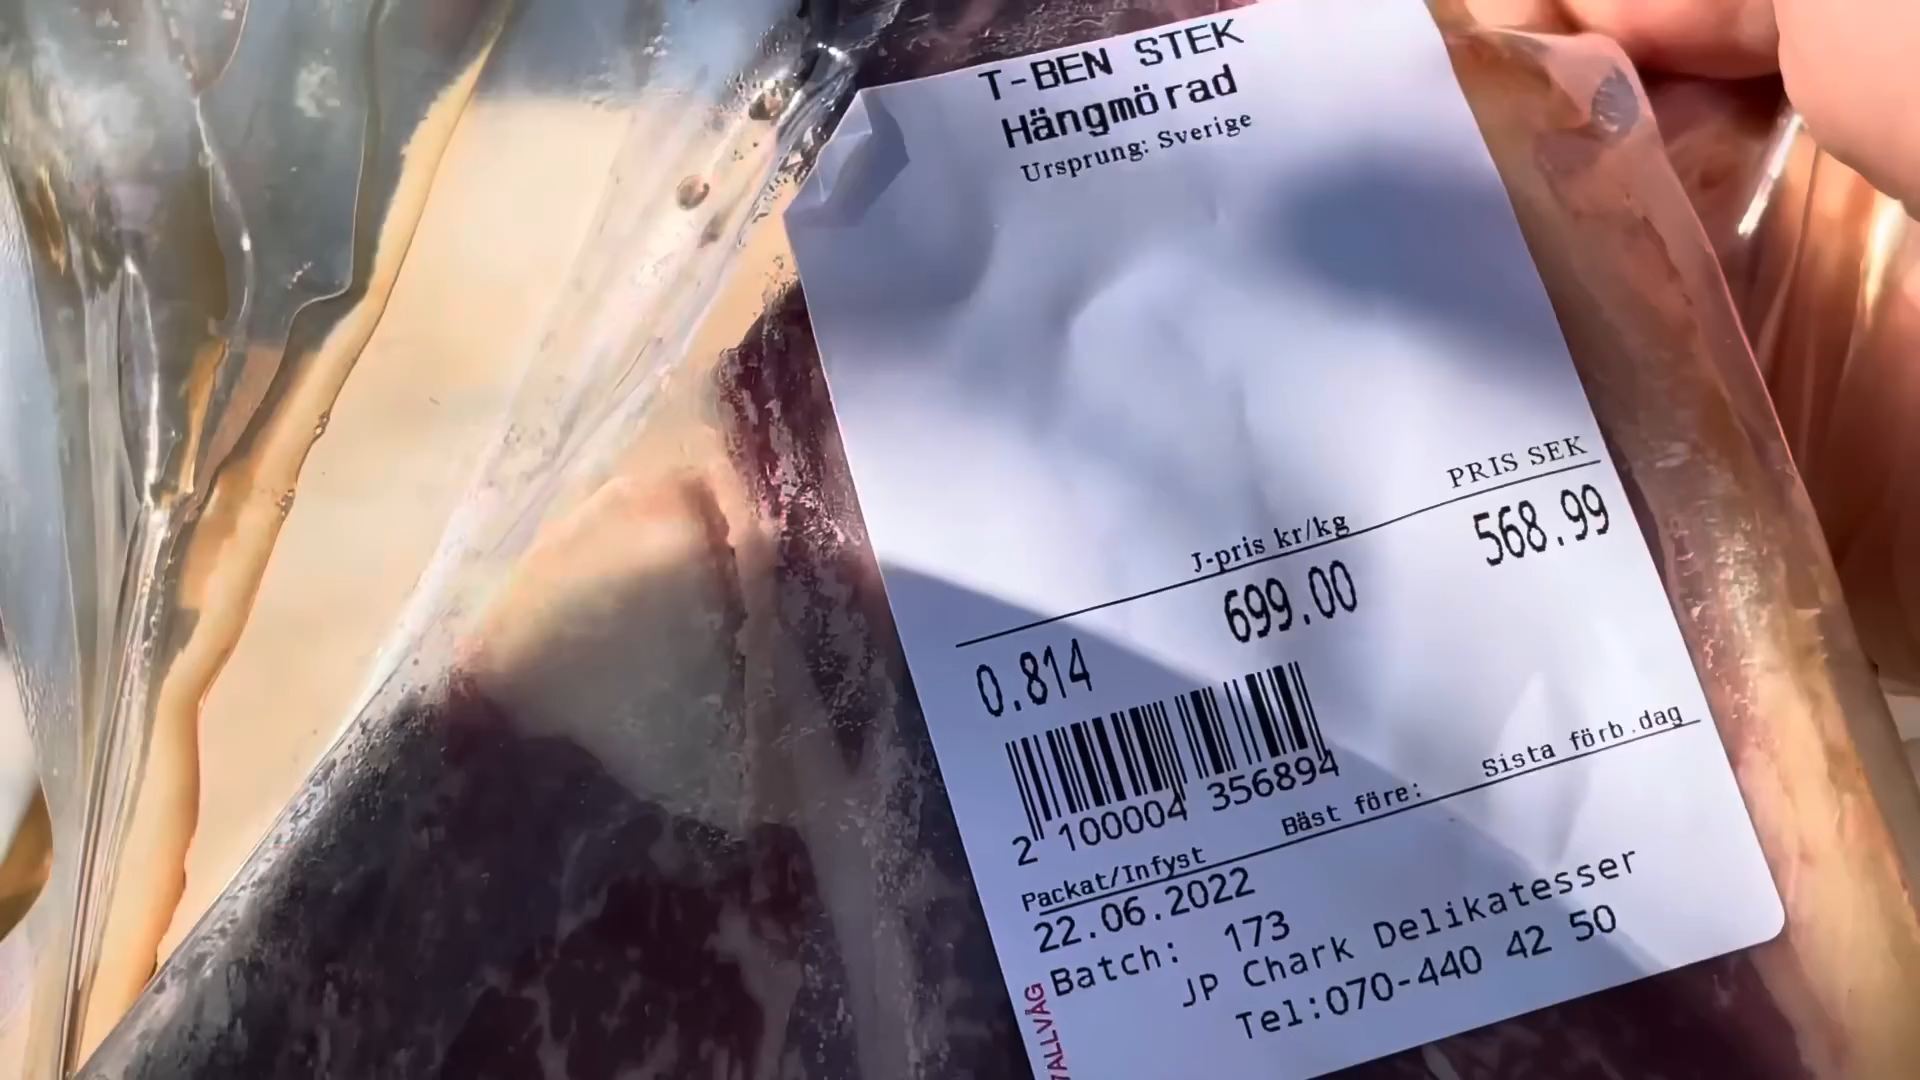 T-BEN STEK
Hängmörad
Ursprung: Sverige
PRIS SEK
J-pris kr/kg
568.99
699.00
0.814
2 100004 356894
Sista förb.dag
Bäst före:
Packat/Infyst
22.06.2022
Batch: 173
JP Chark Delikatesser
Tel:070-440 42 50